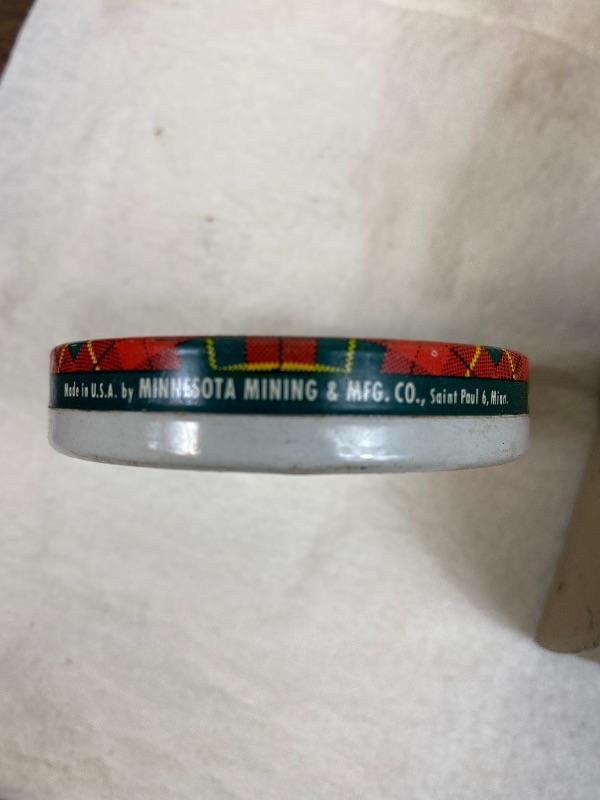 Made in U.S.A. by MINNESOTA MINING & MFG. CO., Saint Paul 6, Minn.